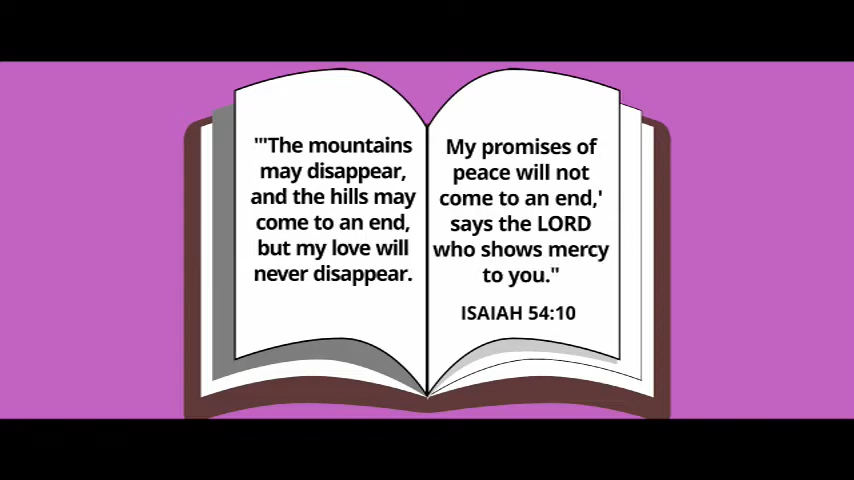 "'The mountains
may disappear,
and the hills may
come to an end,
but my love will
never disappear.
My promises of
peace will not
come to an end,'
says the LORD
who shows mercy
to you."
ISAIAH 54:10